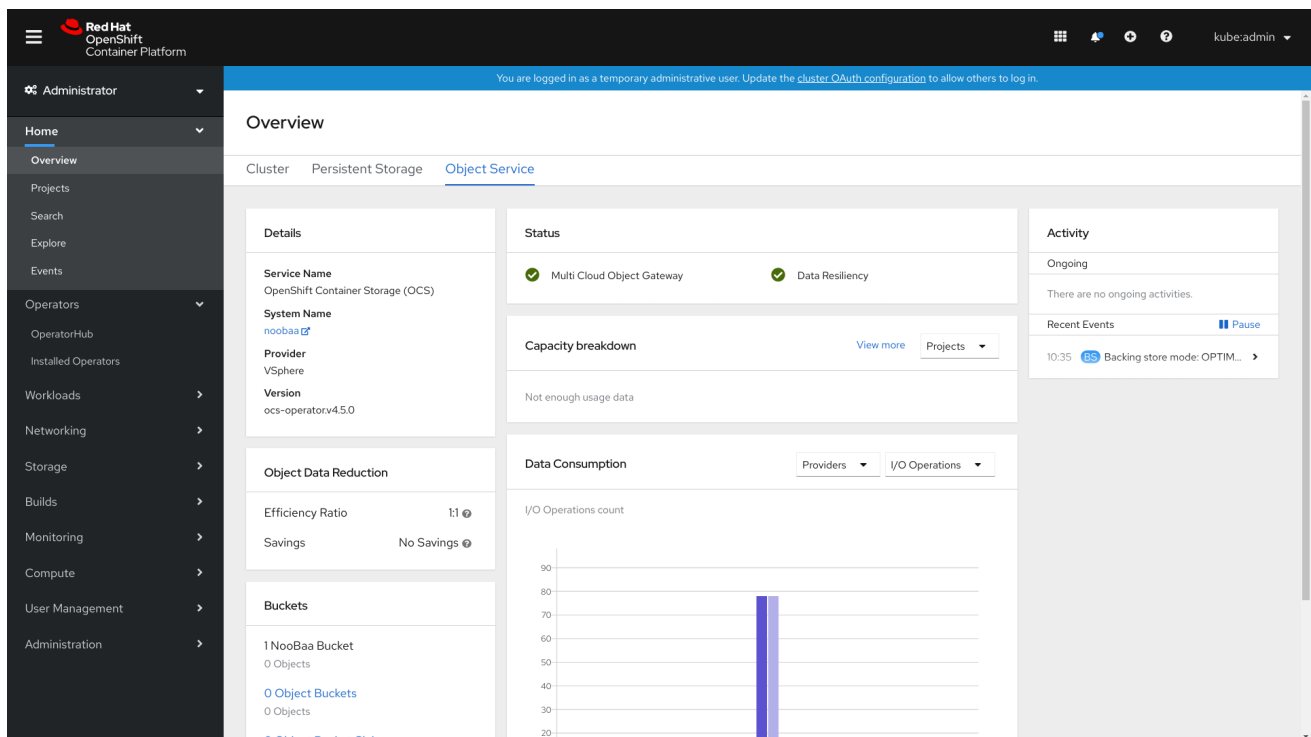 Red Hat
OpenShift
Container Platform
kube:admin
You are logged in as a temporary administrative user. Update the cluster OAuth configuration to allow others to log in.
Administrator
Home
Overview
Projects
Search
Explore
Events
Operators
OperatorHub
Installed Operators
Workloads
Networking
Storage
Builds
Monitoring
Compute
User Management
Administration
Overview
Cluster Persistent Storage Object Service
Details
Service Name
OpenShift Container Storage (OCS)
System Name
noobaa
Provider
VSphere
Version
ocs-operator.v4.5.0
Object Data Reduction
Efficiency Ratio 1:1
Savings No Savings
Buckets
1 NooBaa Bucket
0 Objects
0 Object Buckets
0 Objects
Status
Multi Cloud Object Gateway Data Resiliency
Capacity breakdown View more Projects
Not enough usage data
Data Consumption Providers I/O Operations
I/O Operations count
90
80
70
60
50
40
30
20
Activity
Ongoing
There are no ongoing activities.
Recent Events Pause
10:35 BS Backing store mode: OPTIM...